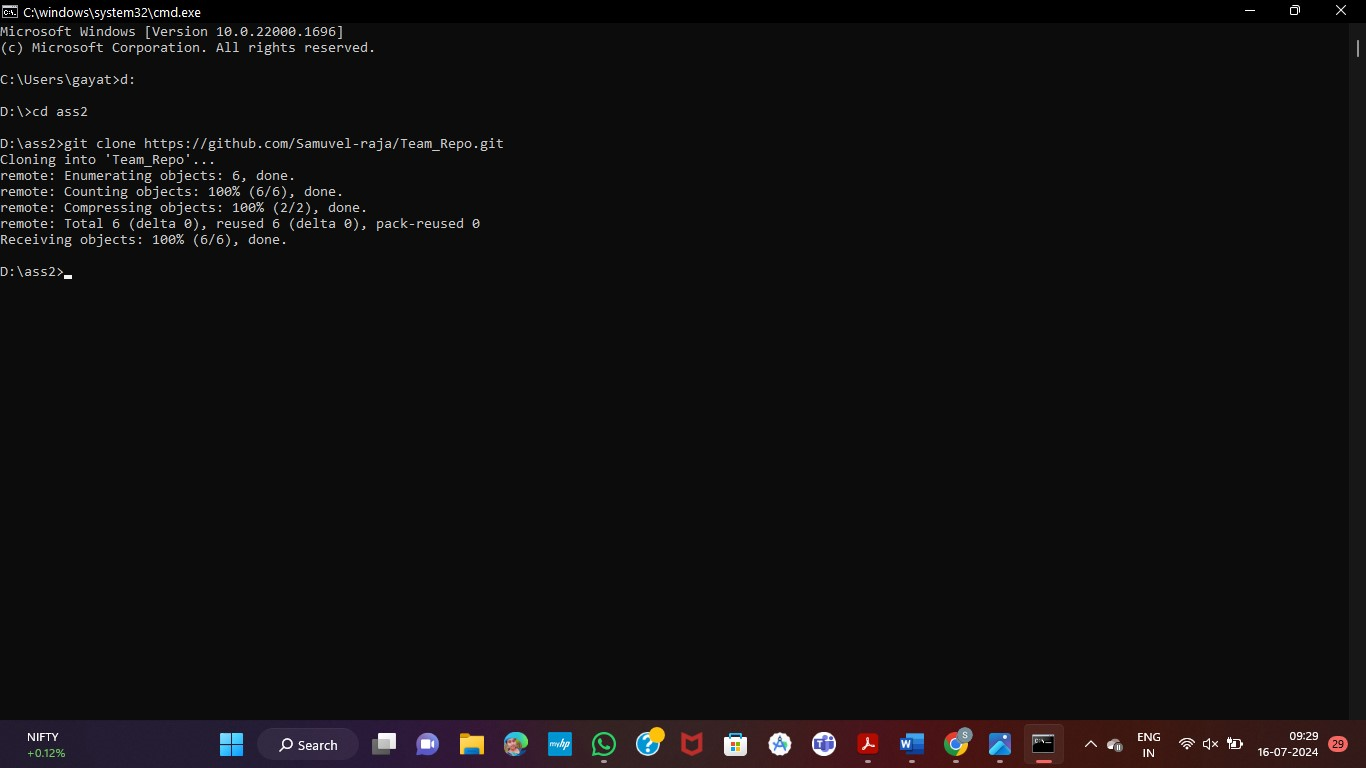 C:\windows\system32\cmd.exe
Microsoft Windows [Version 10.0.22000.1696]
(c) Microsoft Corporation. All rights reserved.
C:\Users\gayat>d:
D:\>cd ass2
D:\ass2>git clone https://github.com/Samuvel-raja/Team_Repo.git
Cloning into 'Team_Repo'...
remote: Enumerating objects: 6, done.
remote: Counting objects: 100% (6/6), done.
remote: Compressing objects: 100% (2/2), done.
remote: Total 6 (delta 0), reused 6 (delta 0), pack-reused 0
Receiving objects: 100% (6/6), done.
D:\ass2>
NIFTY
+0.12%
Search
myhp
S
ENG
IN
09:29
16-07-2024
29